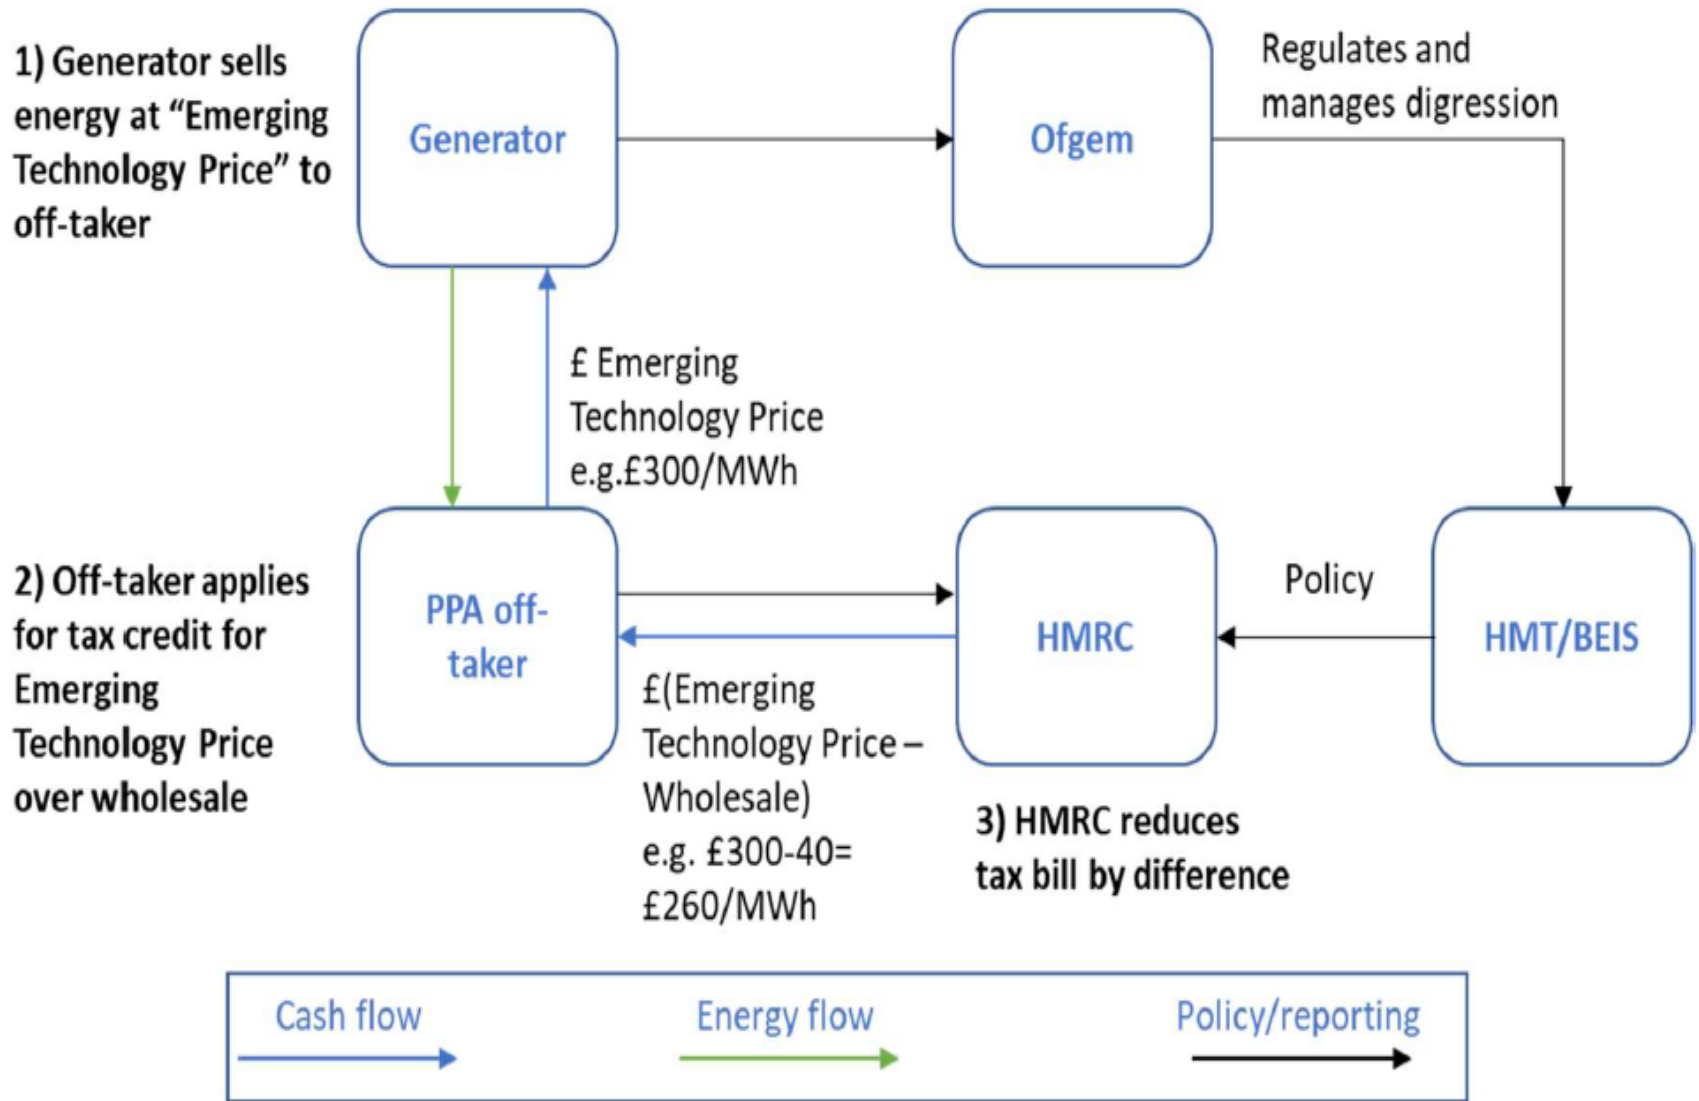 1) Generator sells
energy at “Emerging
Technology Price” to
off-taker
Generator
Ofgem
Regulates and
manages digression
£ Emerging
Technology Price
e.g.£300/MWh
2) Off-taker applies
for tax credit for
Emerging
Technology Price
over wholesale
PPA off-
taker
HMRC
Policy
HMT/BEIS
£(Emerging
Technology Price –
Wholesale)
e.g. £300-40=
£260/MWh
3) HMRC reduces
tax bill by difference
Cash flow
Energy flow
Policy/reporting